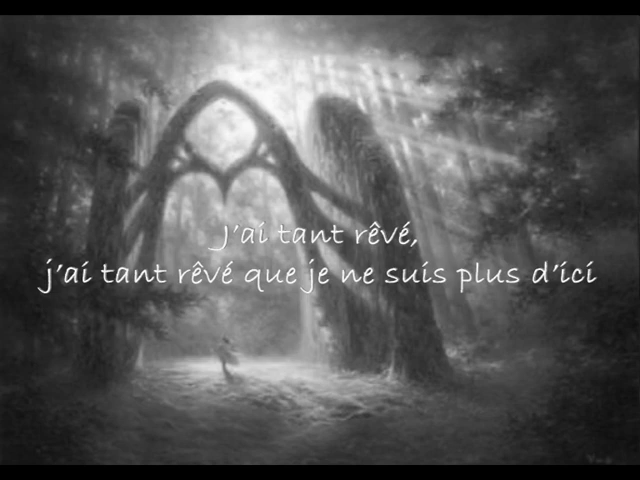 J'ai tant rêvé,
j'ai tant rêvé que je ne suis plus d'ici